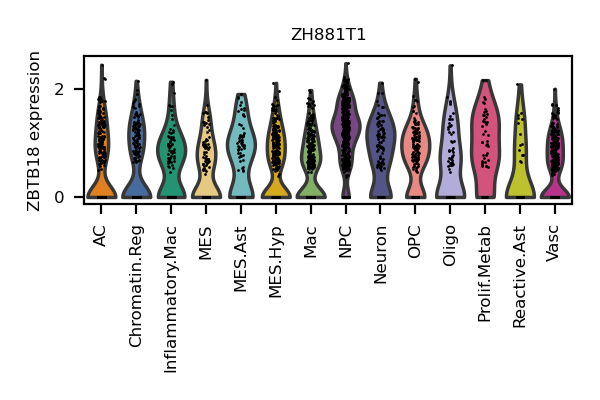 ZH881T1
ZBTB18 expression
2
0
AC
Chromatin.Reg
Inflammatory.Mac
MES
MES.Ast
MES.Hyp
Mac
NPC
Neuron
OPC
Oligo
Prolif.Metab
Reactive.Ast
Vasc